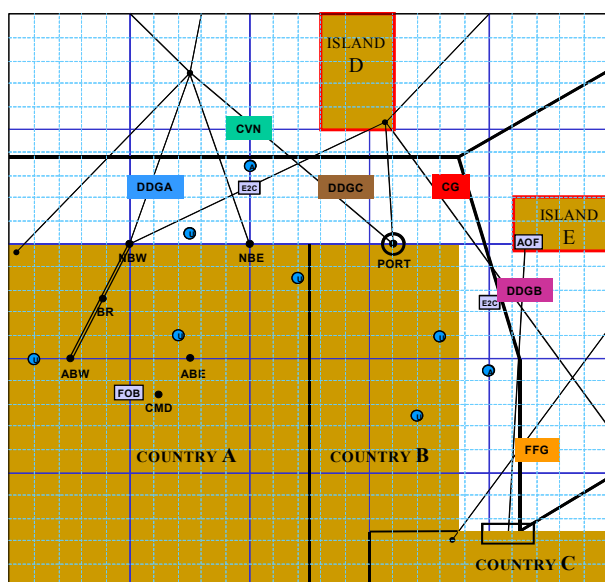 ISLAND
D
CVN
DDGA
E2C
DDGC
CG
ISLAND
E
AOF
NBW
NBE
PORT
DDGB
E2C
BR
ABW
ABE
FOB
CMD
COUNTRY A
COUNTRY B
FFG
COUNTRY C